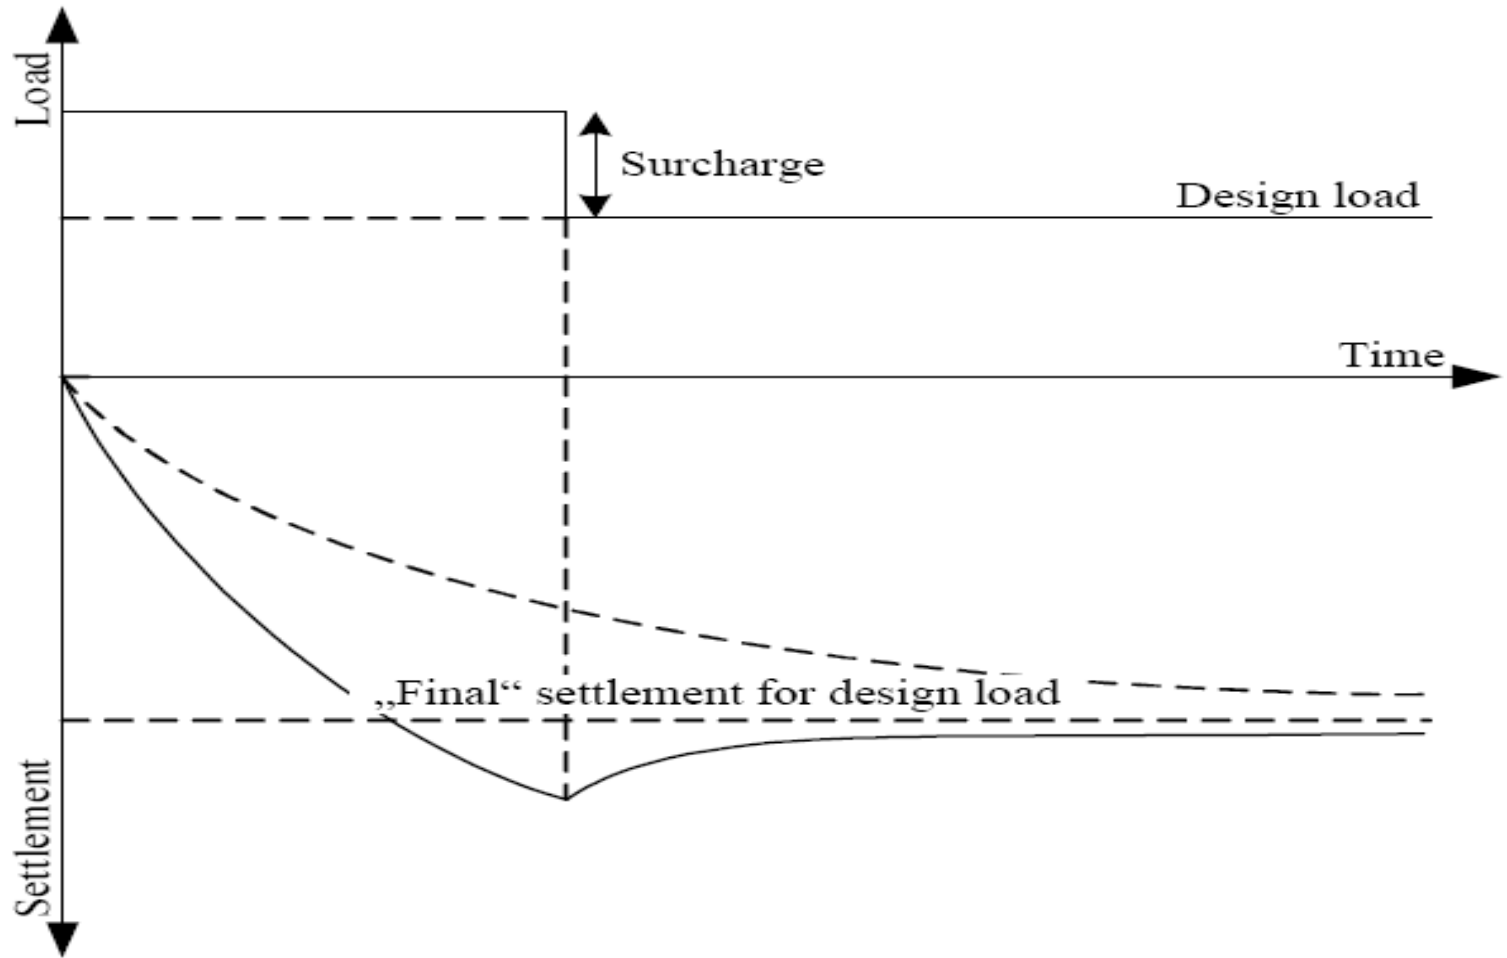 Load
Surcharge
Design load
Time
„Final“ settlement for design load
Settlement